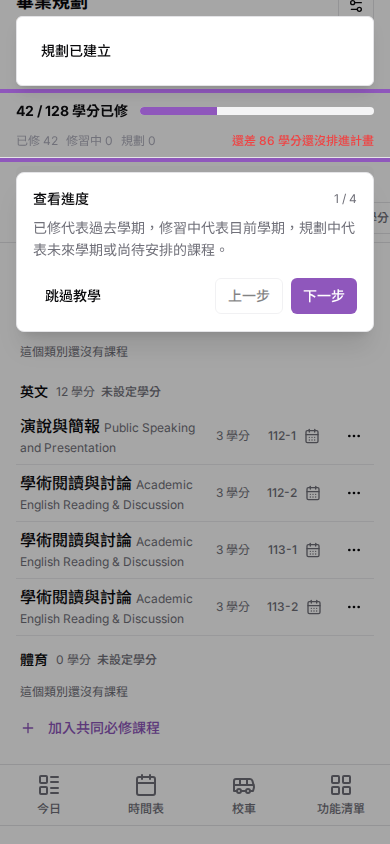 畢業規劃
規劃已建立
42 / 128 學分已修
已修 42 修習中 0 規劃 0 還差 86 學分還沒排進計畫
查看進度 1 / 4
已修代表過去學期，修習中代表目前學期，規劃中代
表未來學期或尚待安排的課程。
跳過教學 上一步 下一步
這個類別還沒有課程
英文 12 學分 未設定學分
演說與簡報 Public Speaking
and Presentation
3 學分 112-1
學術閱讀與討論 Academic
English Reading & Discussion
3 學分 112-2
學術閱讀與討論 Academic
English Reading & Discussion
3 學分 113-1
學術閱讀與討論 Academic
English Reading & Discussion
3 學分 113-2
體育 0 學分 未設定學分
這個類別還沒有課程
+ 加入共同必修課程
今日 時間表 校車 功能清單